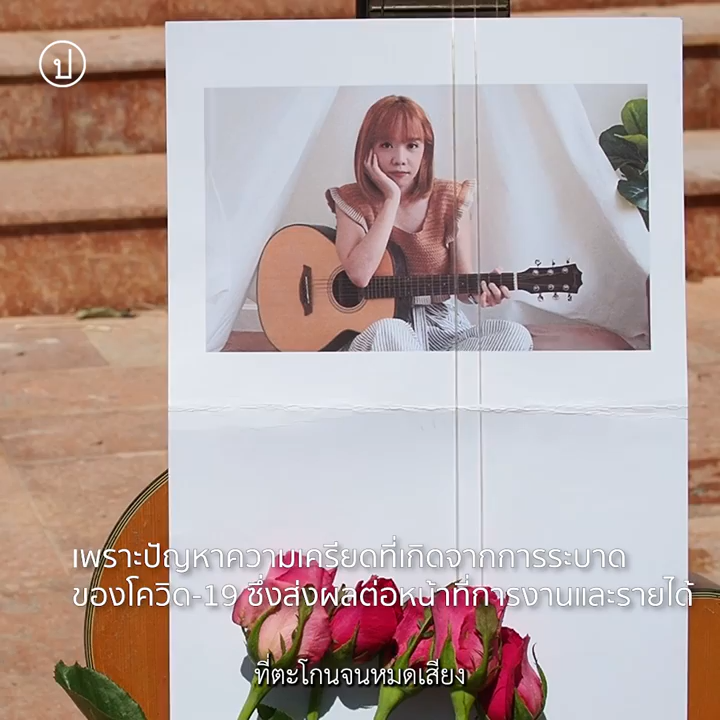 ป
เพราะปัญหาความเครียดที่เกิดจากการระบาด
ของโควิด-19 ซึ่งส่งผลต่อหน้าที่การงานและรายได้
ที่ตะโกนจนหมดเสียง